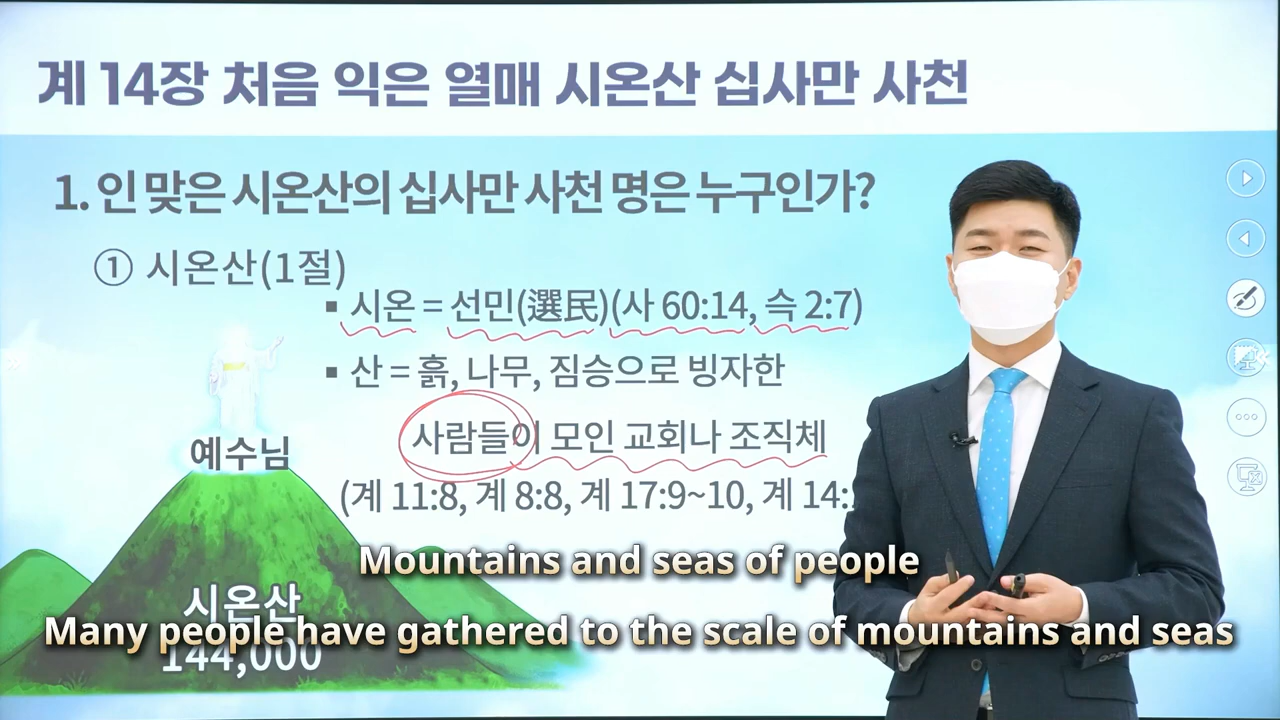 계 14장 처음 익은 열매 시온산 십사만 사천
1. 인 맞은 시온산의 십사만 사천 명은 누구인가?
① 시온산(1절)
▪ 시온 = 선민(選民)(사 60:14, 슥 2:7)
▪ 산 = 흙, 나무, 짐승으로 빙자한
사람들이 모인 교회나 조직체
(계 11:8, 계 8:8, 계 17:9~10, 계 14:
예수님
시온산
144,000
Mountains and seas of people
Many people have gathered to the scale of mountains and seas